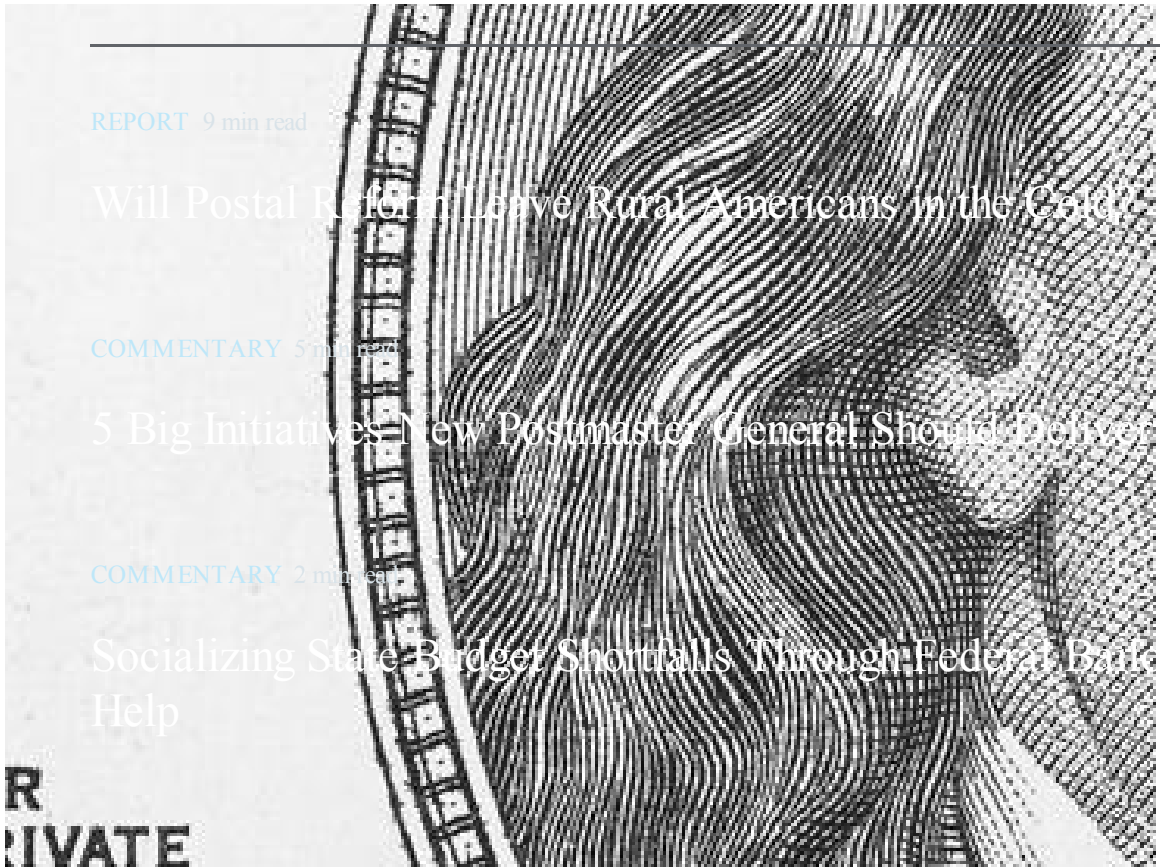 REPORT 9 min read
Will Postal Reform Leave Rural Americans in the Cold?
COMMENTARY 5 min read
5 Big Initiatives New Postmaster General Should Deliver
COMMENTARY 2 min read
Socializing State Budget Shortfalls Through Federal
Help
R
RIVATE